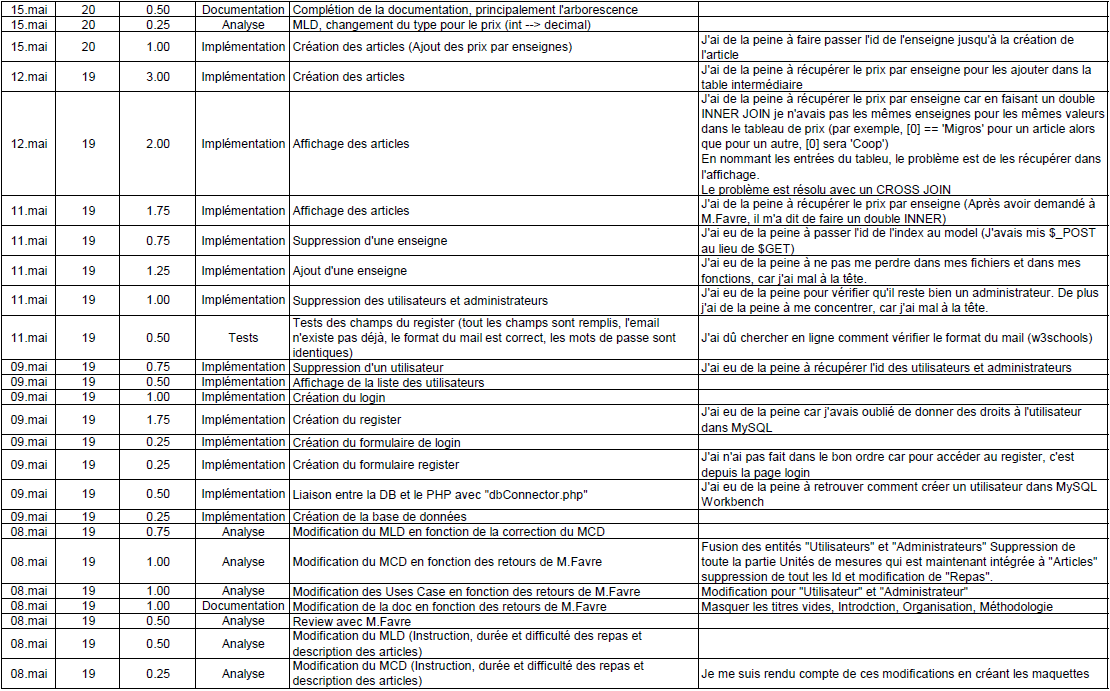 15.mai 20 0.50 Documentation Complétion de la documentation, principalement l'arborescence
15.mai 20 0.25 Analyse MLD, changement du type pour le prix (int --> decimal)
15.mai 20 1.00 Implémentation Création des articles (Ajout des prix par enseignes) J'ai de la peine à faire passer l'id de l'enseigne jusqu'à la création de
l'article
12.mai 19 3.00 Implémentation Création des articles J'ai de la peine à récupérer le prix par enseigne pour les ajouter dans la
table intermédiaire
12.mai 19 2.00 Implémentation Affichage des articles J'ai de la peine à récupérer le prix par enseigne car en faisant un double
INNER JOIN je n'avais pas les mêmes enseignes pour les mêmes valeurs
dans le tableau de prix (par exemple, [0] == 'Migros' pour un article alors
que pour un autre, [0] sera 'Coop')
En nommant les entrées du tableu, le problème est de les récupérer dans
l'affichage.
Le problème est résolu avec un CROSS JOIN
11.mai 19 1.75 Implémentation Affichage des articles J'ai de la peine à récupérer le prix par enseigne (Après avoir demandé à
M.Favre, il m'a dit de faire un double INNER)
11.mai 19 0.75 Implémentation Suppression d'une enseigne J'ai eu de la peine à passer l'id de l'index au model (J'avais mis $_POST
au lieu de $GET)
11.mai 19 1.25 Implémentation Ajout d'une enseigne J'ai eu de la peine à ne pas me perdre dans mes fichiers et dans mes
fonctions, car j'ai mal à la tête.
11.mai 19 1.00 Implémentation Suppression des utilisateurs et administrateurs J'ai eu de la peine pour vérifier qu'il reste bien un administrateur. De plus
j'ai de la peine à me concentrer, car j'ai mal à la tête.
11.mai 19 0.50 Tests Tests des champs du register (tout les champs sont remplis, l'email
n'existe pas déjà, le format du mail est correct, les mots de passe sont
identiques) J'ai dû chercher en ligne comment vérifier le format du mail (w3schools)
09.mai 19 0.75 Implémentation Suppression d'un utilisateur J'ai eu de la peine à récupérer l'id des utilisateurs et administrateurs
09.mai 19 0.50 Implémentation Affichage de la liste des utilisateurs
09.mai 19 1.00 Implémentation Création du login
09.mai 19 1.75 Implémentation Création du register J'ai eu de la peine car j'avais oublié de donner des droits à l'utilisateur
dans MySQL
09.mai 19 0.25 Implémentation Création du formulaire de login
09.mai 19 0.25 Implémentation Création du formulaire register J'ai n'ai pas fait dans le bon ordre car pour accéder au register, c'est
depuis la page login
09.mai 19 0.50 Implémentation Liaison entre la DB et le PHP avec "dbConnector.php" J'ai eu de la peine à retrouver comment créer un utilisateur dans MySQL
Workbench
09.mai 19 0.25 Implémentation Création de la base de données
08.mai 19 0.75 Analyse Modification du MLD en fonction de la correction du MCD
08.mai 19 1.00 Analyse Modification du MCD en fonction des retours de M.Favre Fusion des entités "Utilisateurs" et "Administrateurs" Suppression de
toute la partie Unités de mesures qui est maintenant intégrée à "Articles"
suppression de tout les Id et modification de "Repas".
08.mai 19 1.00 Analyse Modification des Uses Case en fonction des retours de M.Favre Modification pour "Utilisateur" et "Administrateur"
08.mai 19 1.00 Documentation Modification de la doc en fonction des retours de M.Favre Masquer les titres vides, Introdction, Organisation, Méthodologie
08.mai 19 0.50 Analyse Review avec M.Favre
08.mai 19 0.50 Analyse Modification du MLD (Instruction, durée et difficulté des repas et
description des articles)
08.mai 19 0.25 Analyse Modification du MCD (Instruction, durée et difficulté des repas et
description des articles) Je me suis rendu compte de ces modifications en créant les maquettes